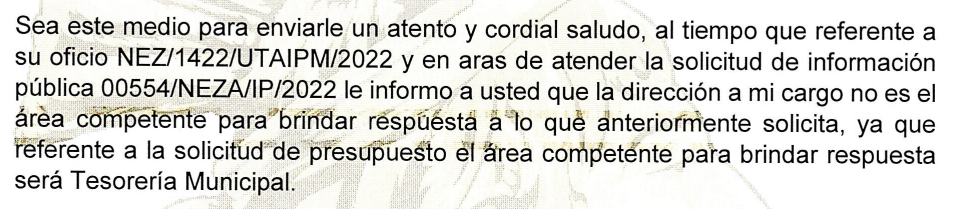 Sea este medio para enviarle un atento y cordial saludo, al tiempo que referente a
su oficio NEZ/1422/UTAIPM/2022 y en aras de atender la solicitud de información
pública 00554/NEZA/IP/2022 le informo a usted que la dirección a mi cargo no es el
área competente para brindar respuesta a lo que anteriormente solicita, ya que
referente a la solicitud de presupuesto el área competente para brindar respuesta
será Tesorería Municipal.